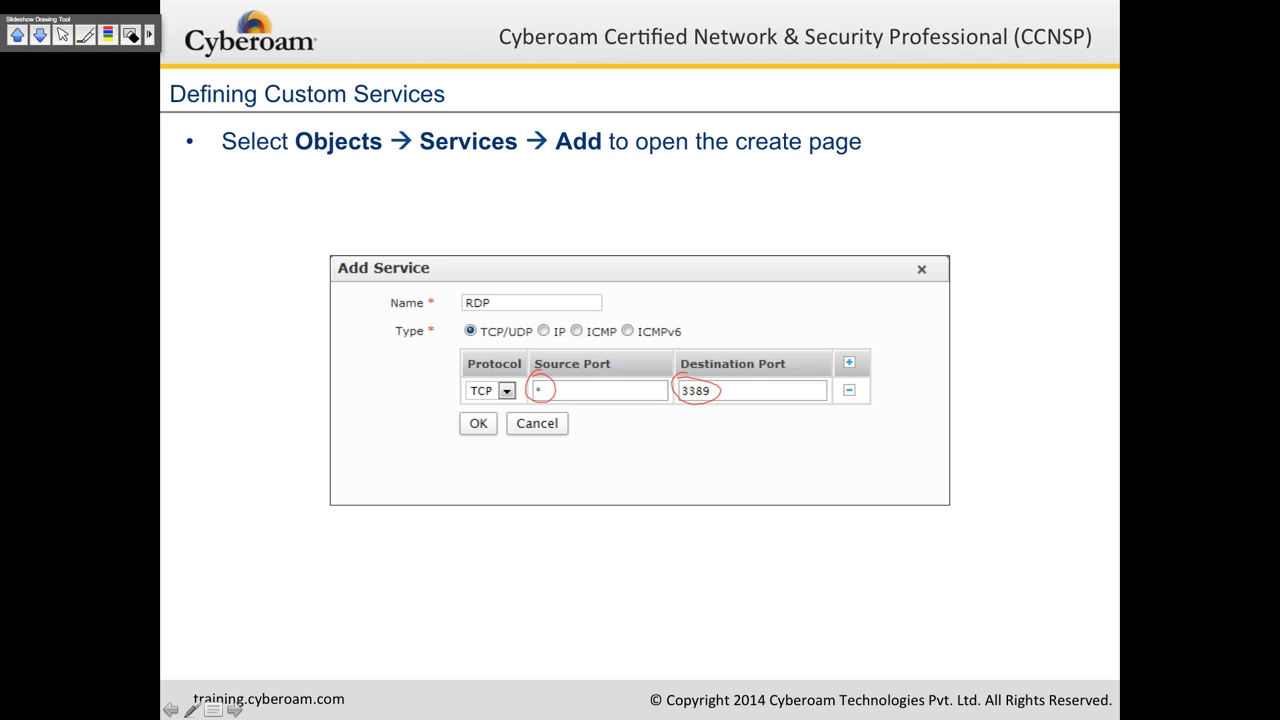 Slideshow Drawing Tool
Cyberoam
Cyberoam Certified Network & Security Professional (CCNSP)
Defining Custom Services
• Select Objects → Services → Add to open the create page
Add Service x
Name * RDP
Type * TCP/UDP IP ICMP ICMPv6
Protocol Source Port Destination Port +
TCP * 3389 -
OK Cancel
training.cyberoam.com
© Copyright 2014 Cyberoam Technologies Pvt. Ltd. All Rights Reserved.